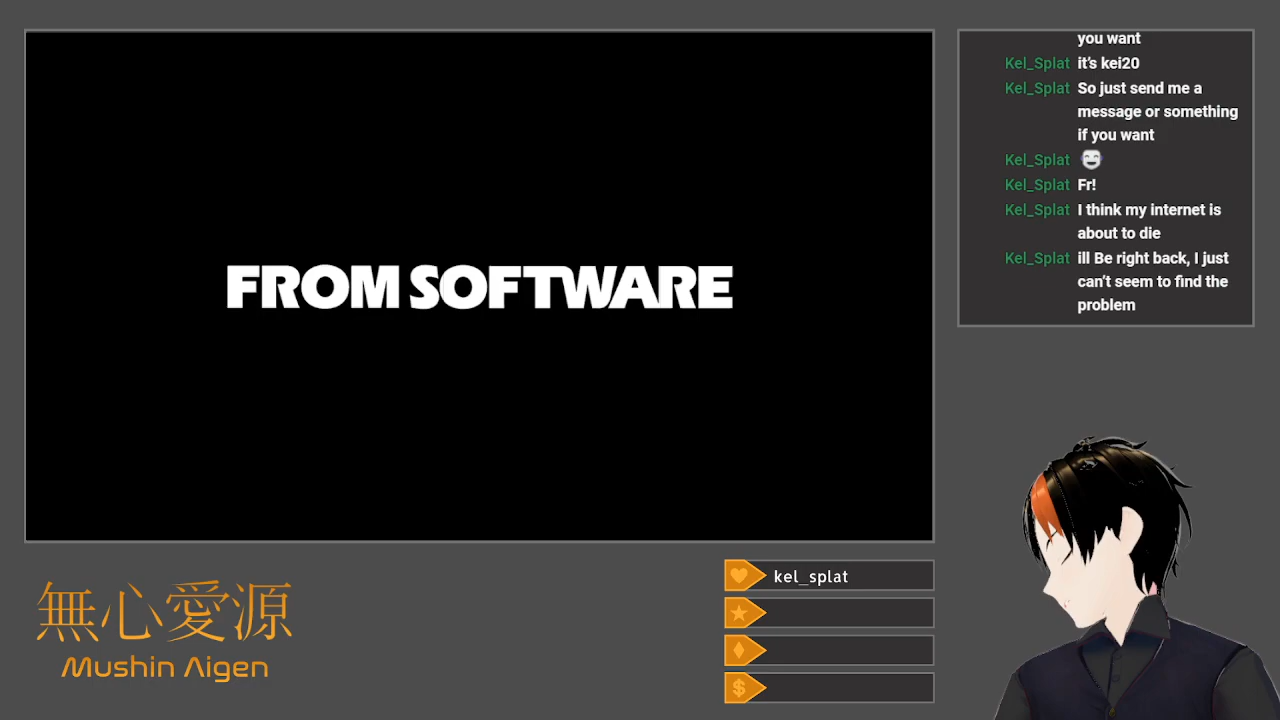 FROM SOFTWARE
you want
Kel_Splat it's kei20
Kel_Splat So just send me a
message or something
if you want
Kel_Splat
Kel_Splat Fr!
Kel_Splat I think my internet is
about to die
Kel_Splat ill Be right back, I just
can't seem to find the
problem
kel_splat
無心愛源
Mushin Aigen